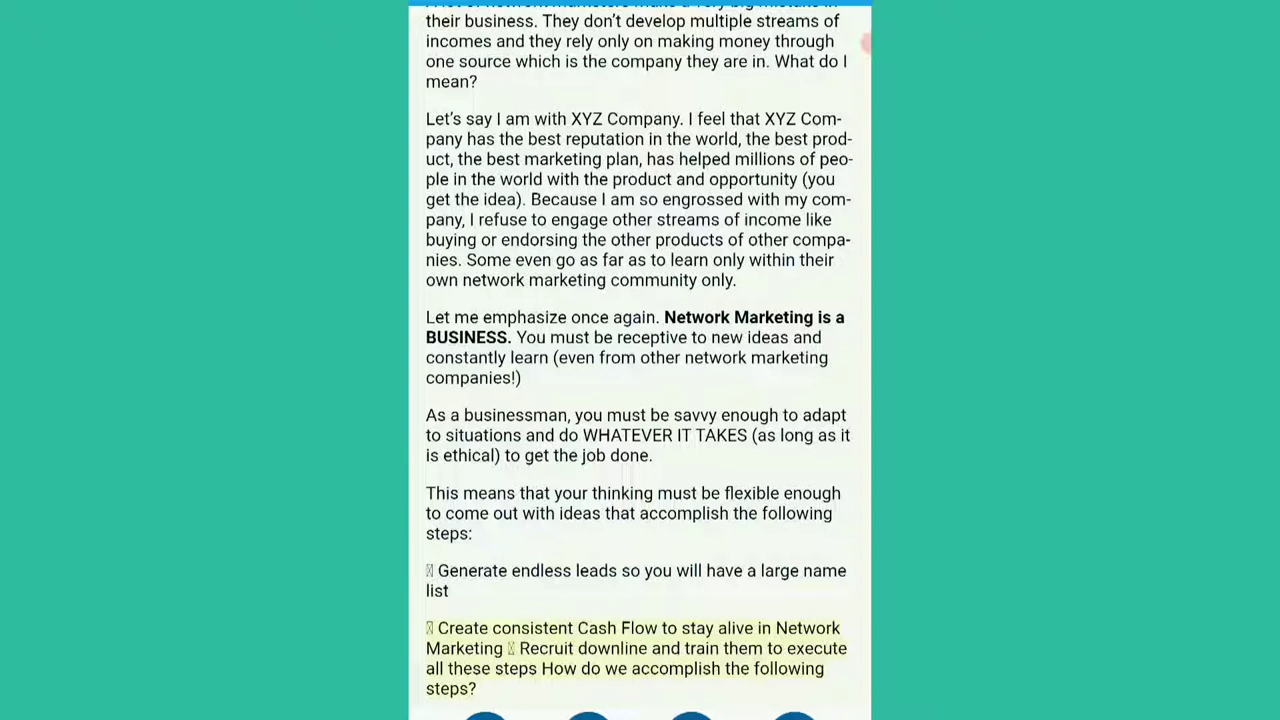 their business. They don’t develop multiple streams of
incomes and they rely only on making money through
one source which is the company they are in. What do I
mean?
Let’s say I am with XYZ Company. I feel that XYZ Com-
pany has the best reputation in the world, the best prod-
uct, the best marketing plan, has helped millions of peo-
ple in the world with the product and opportunity (you
get the idea). Because I am so engrossed with my com-
pany, I refuse to engage other streams of income like
buying or endorsing the other products of other compa-
nies. Some even go as far as to learn only within their
own network marketing community only.
Let me emphasize once again. Network Marketing is a
BUSINESS. You must be receptive to new ideas and
constantly learn (even from other network marketing
companies!)
As a businessman, you must be savvy enough to adapt
to situations and do WHATEVER IT TAKES (as long as it
is ethical) to get the job done.
This means that your thinking must be flexible enough
to come out with ideas that accomplish the following
steps:
Generate endless leads so you will have a large name
list
Create consistent Cash Flow to stay alive in Network
Marketing Recruit downline and train them to execute
all these steps How do we accomplish the following
steps?